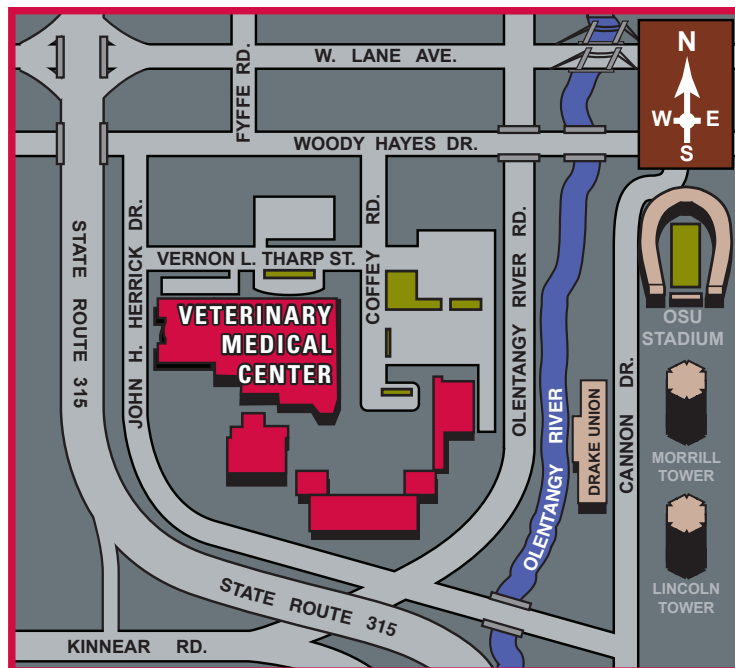 W. LANE AVE.
FYFFE RD.
WOODY HAYES DR.
N
W E
S
STATE ROUTE 315
JOHN H. HERRICK DR.
VERNON L. THARP ST.
COFFEY RD.
OLENTANGY RIVER RD.
VETERINARY
MEDICAL
CENTER
OSU
STADIUM
OLENTANGY RIVER
DRAKE UNION
CANNON DR.
MORRILL
TOWER
LINCOLN
TOWER
STATE ROUTE 315
KINNEAR RD.